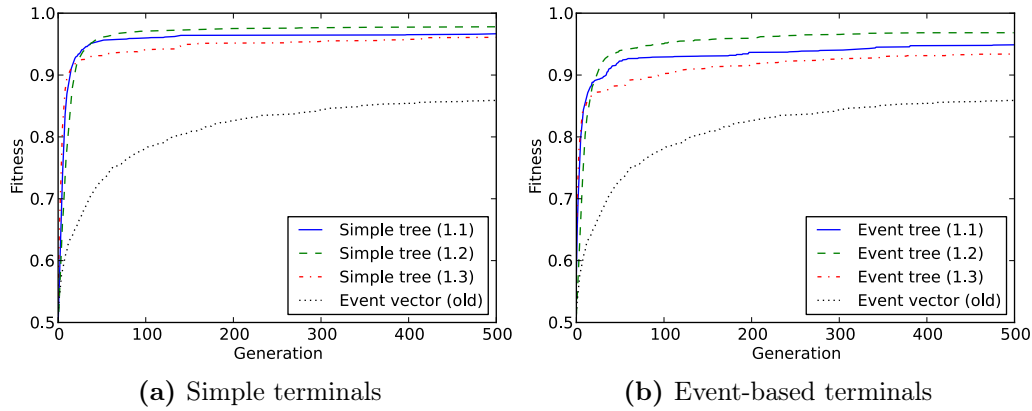 1.0
0.9
0.8
0.7
0.6
0.5
Fitness
0 100 200 300 400 500
Generation
Simple tree (1.1)
Simple tree (1.2)
Simple tree (1.3)
Event vector (old)
(a) Simple terminals
1.0
0.9
0.8
0.7
0.6
0.5
Fitness
0 100 200 300 400 500
Generation
Event tree (1.1)
Event tree (1.2)
Event tree (1.3)
Event vector (old)
(b) Event-based terminals